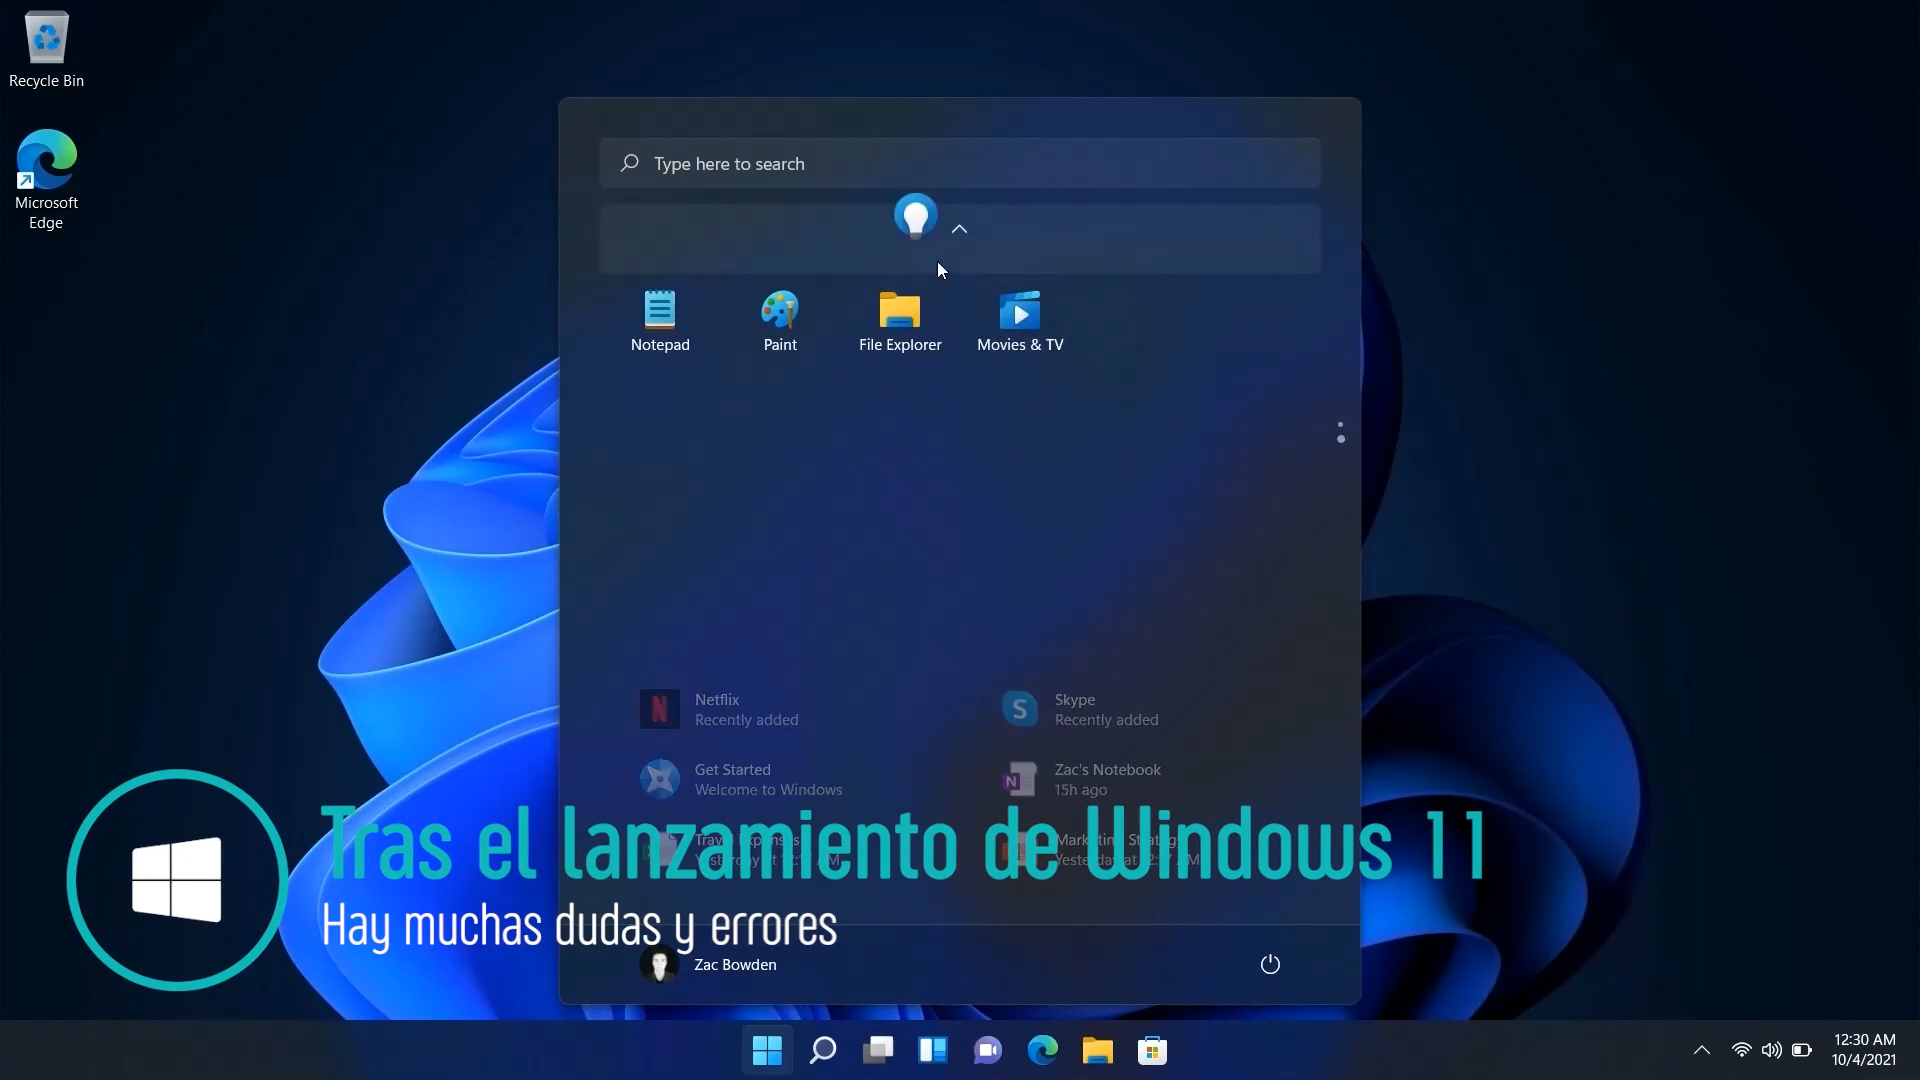 Recycle Bin
Microsoft
Edge
Type here to search
Notepad
Paint
File Explorer
Movies & TV
Netflix
Recently added
Skype
Recently added
Get Started
Welcome to Windows
Zac's Notebook
15h ago
Tras el lanzamiento de Windows 11
Hay muchas dudas y errores
Zac Bowden
12:30 AM
10/4/2021